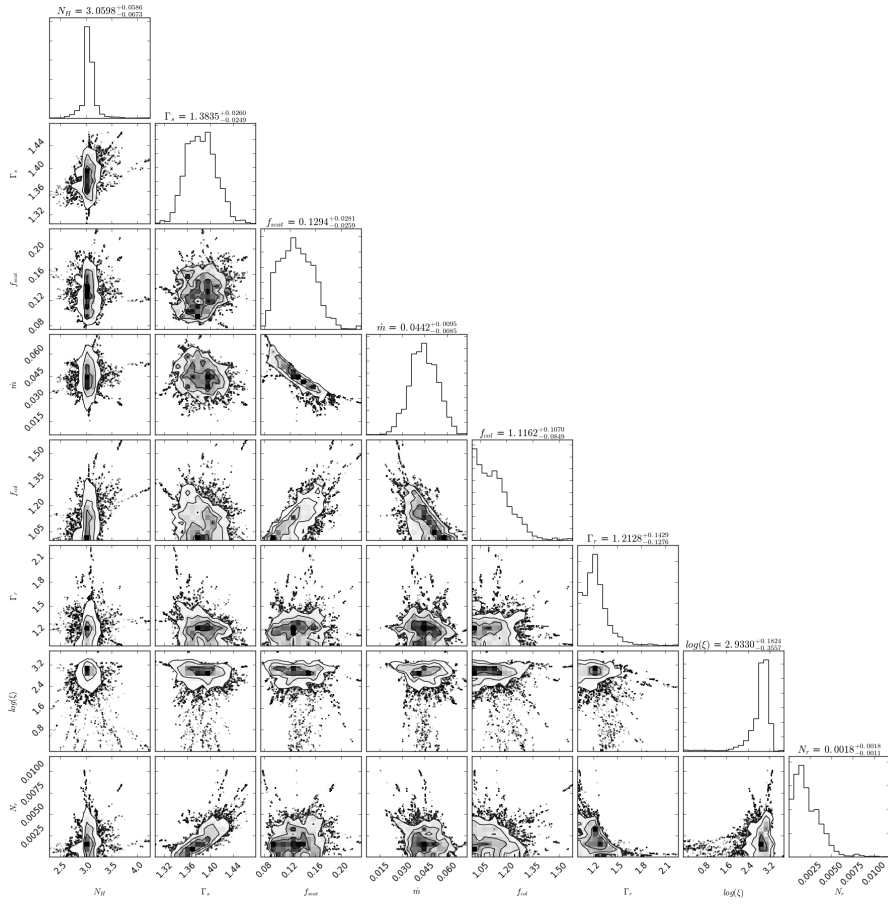 N_H = 3.0598^{+0.0586}_{-0.0673}
Γ_s = 1.3835^{+0.0260}_{-0.0249}
Γ_s
1.44
1.40
1.36
1.32
f_scat = 0.1294^{+0.0281}_{-0.0259}
f_scat
0.20
0.16
0.12
0.08
ṁ = 0.0442^{+0.0095}_{-0.0085}
ṁ
0.060
0.045
0.030
0.015
f_col = 1.1162^{+0.1070}_{-0.0849}
f_col
1.50
1.35
1.20
1.05
Γ_r = 1.2128^{+0.1429}_{-0.1276}
Γ_r
2.1
1.8
1.5
1.2
log(ξ) = 2.9330^{+0.1824}_{-0.3557}
log(ξ)
3.2
2.4
1.6
0.8
N_r = 0.0018^{+0.0018}_{-0.0011}
N_r
0.0100
0.0075
0.0050
0.0025
2.5 3.0 3.5 4.0
1.32 1.36 1.40 1.44
0.08 0.12 0.16 0.20
0.015 0.030 0.045 0.060
1.05 1.20 1.35 1.50
1.2 1.5 1.8 2.1
0.8 1.6 2.4 3.2
0.0025 0.0050 0.0075 0.0100
N_H Γ_s f_scat ṁ f_col Γ_r log(ξ) N_r